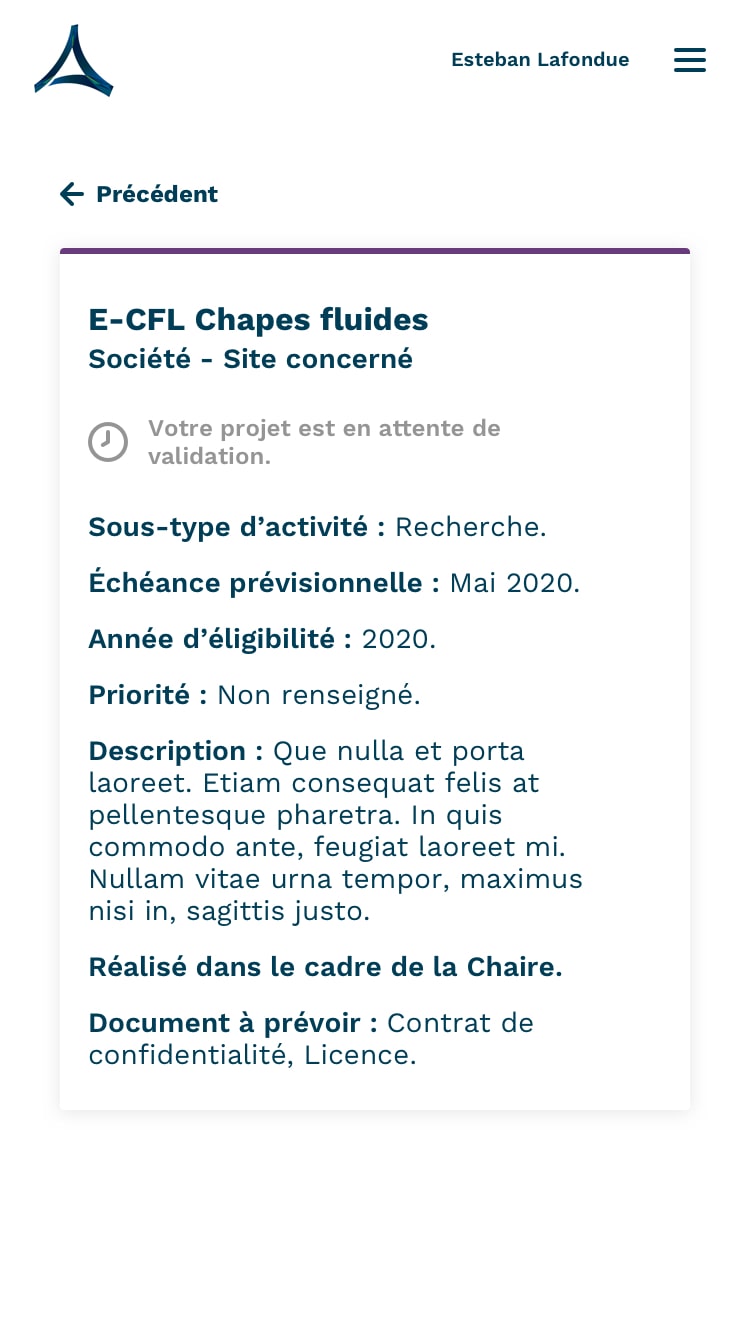 Esteban Lafondue
Précédent
E-CFL Chapes fluides
Société - Site concerné
Votre projet est en attente de
validation.
Sous-type d’activité : Recherche.
Échéance prévisionnelle : Mai 2020.
Année d’éligibilité : 2020.
Priorité : Non renseigné.
Description : Que nulla et porta
laoreet. Etiam consequat felis at
pellentesque pharetra. In quis
commodo ante, feugiat laoreet mi.
Nullam vitae urna tempor, maximus
nisi in, sagittis justo.
Réalisé dans le cadre de la Chaire.
Document à prévoir : Contrat de
confidentialité, Licence.